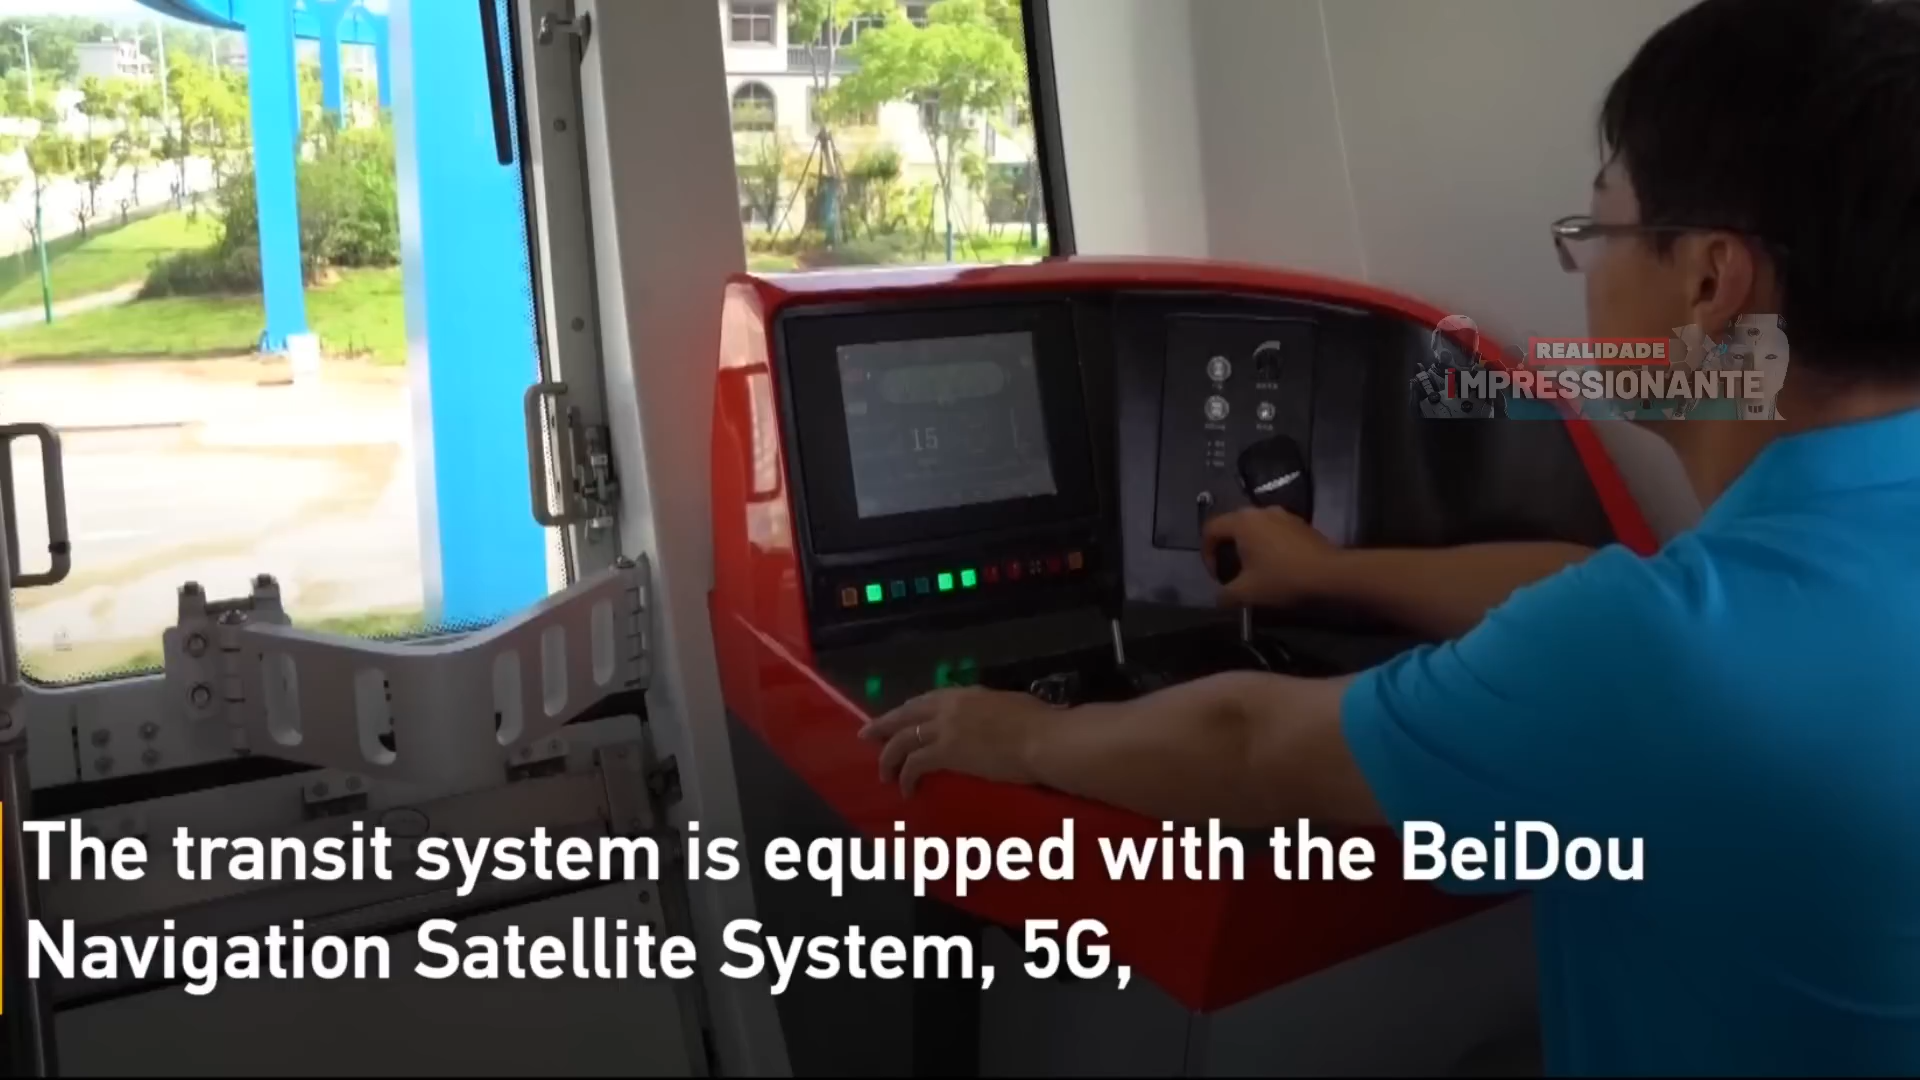 15
REALIDADE
iMPRESSIONANTE
The transit system is equipped with the BeiDou
Navigation Satellite System, 5G,